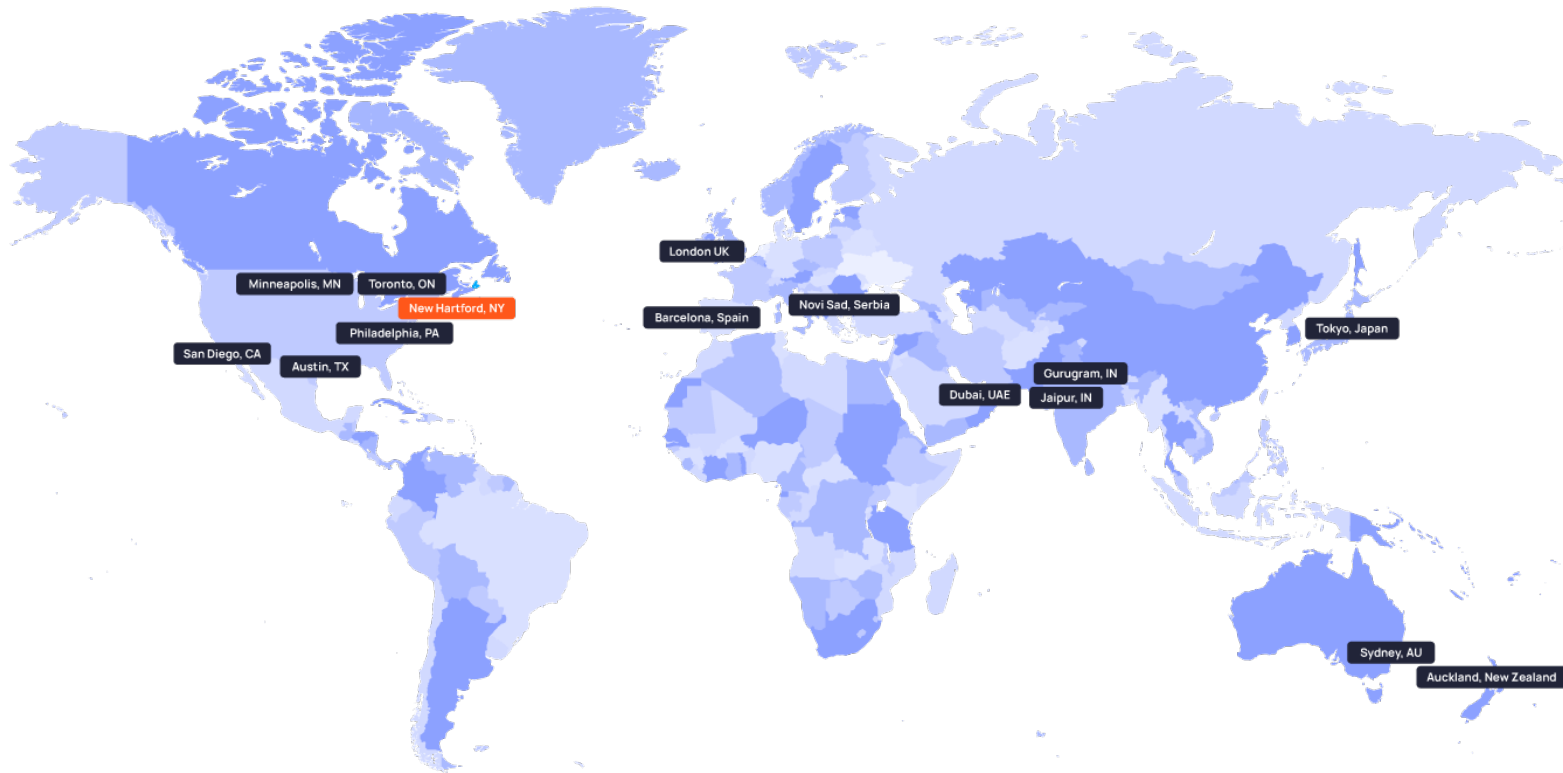 London UK
Minneapolis, MN
Toronto, ON
New Hartford, NY
Novi Sad, Serbia
Barcelona, Spain
Tokyo, Japan
Philadelphia, PA
San Diego, CA
Austin, TX
Gurugram, IN
Dubai, UAE
Jaipur, IN
Sydney, AU
Auckland, New Zealand